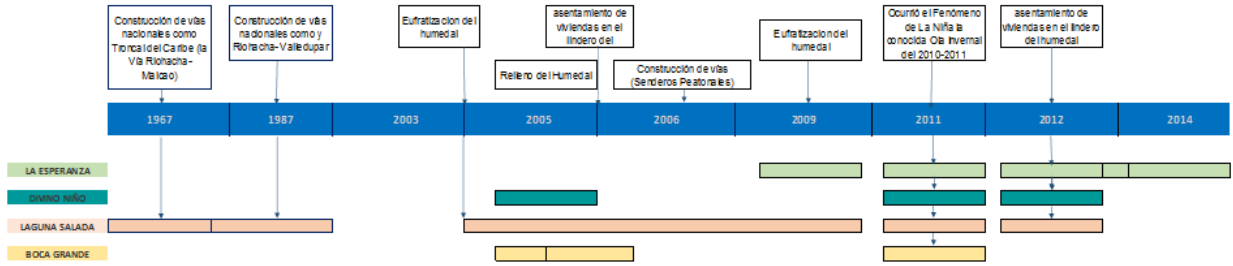 Construcción de vías
nacionales como
Troncal del Caribe (la
Vía Riohacha-
Maicao)
Construcción de vías
nacionales como y
Riohacha- Valledupar
Eufratizacion del
humedal
asentamiento de
viviendas en el
lindero del
Relleno del Humedal
Construcción de vías
(Senderos Peatonales)
Eufratizacion del
humedal
Ocurrió el Fenómeno
de La Niña la
conocida Ola Invernal
del 2010-2011
asentamiento de
viviendas en el lindero
del humedal
1967
1987
2003
2005
2006
2009
2011
2012
2014
LA ESPERANZA
DIVINO NIÑO
LAGUNA SALADA
BOCA GRANDE